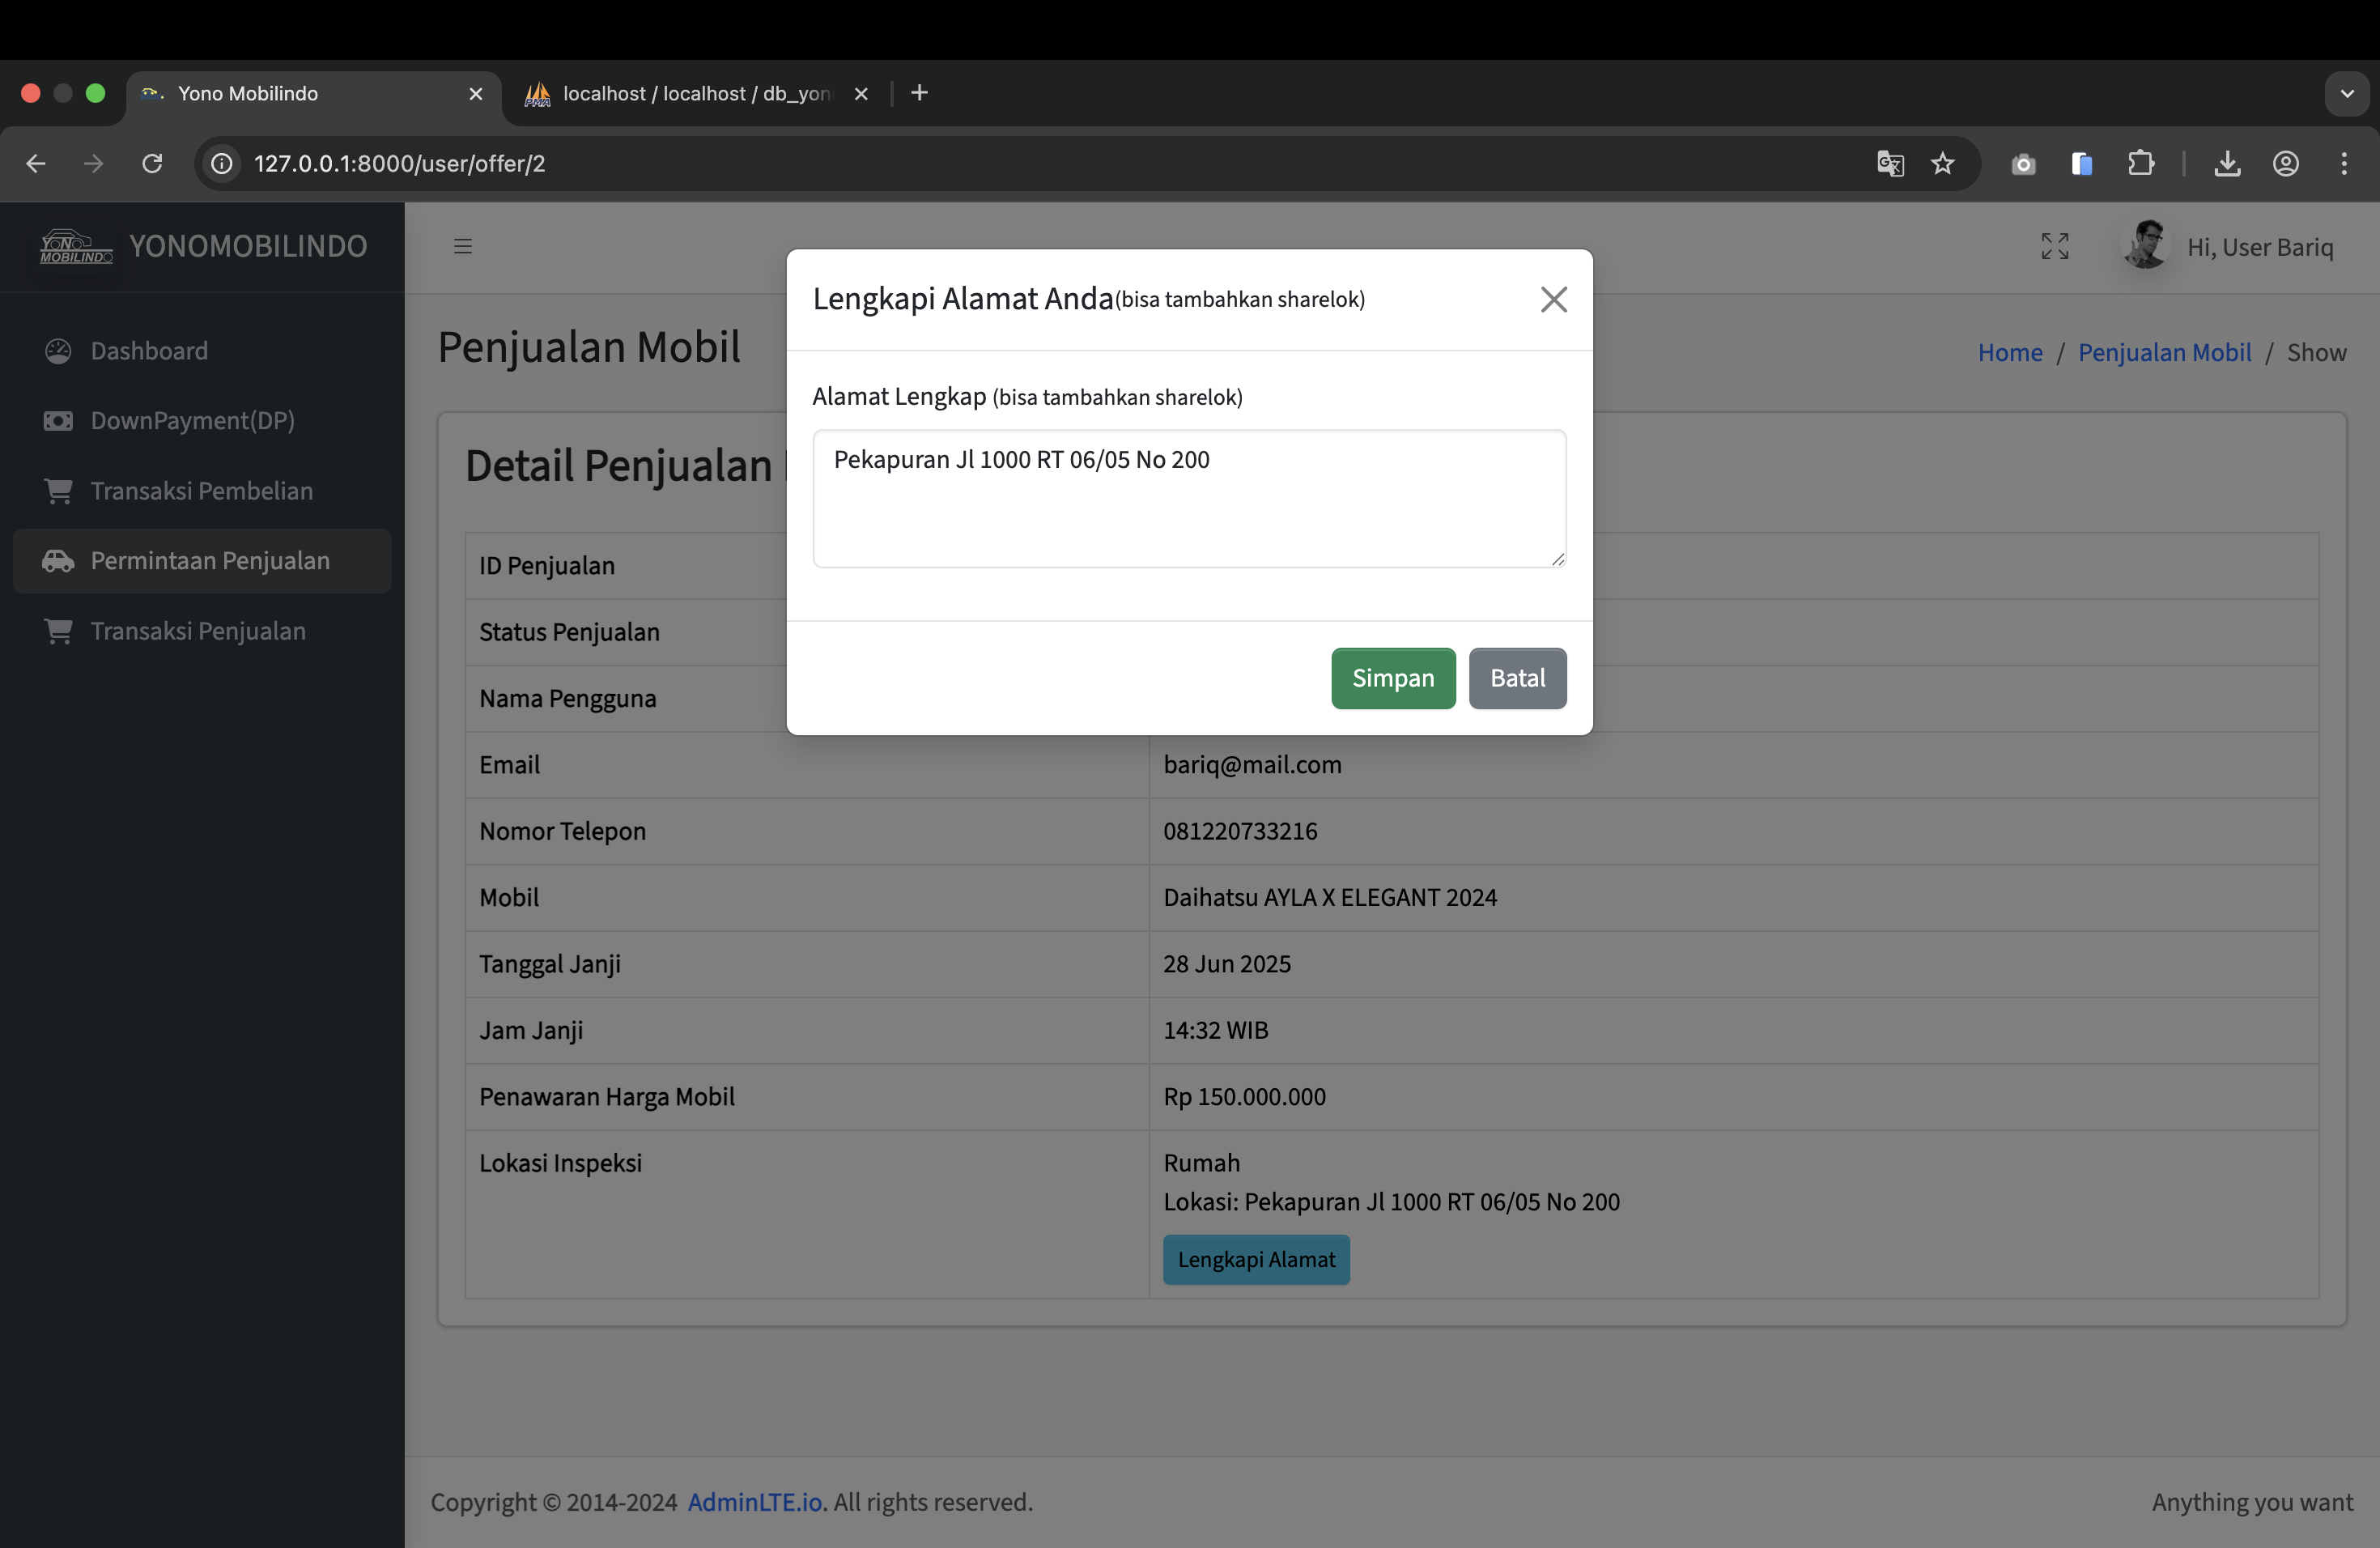 Yono Mobilindo
localhost / localhost / db_yon
127.0.0.1:8000/user/offer/2
YONO MOBILINDO
YONOMOBILINDO
Hi, User Bariq
Dashboard
DownPayment(DP)
Transaksi Pembelian
Permintaan Penjualan
Transaksi Penjualan
Penjualan Mobil
Home / Penjualan Mobil / Show
Lengkapi Alamat Anda(bisa tambahkan sharelok)
Alamat Lengkap (bisa tambahkan sharelok)
Pekapuran Jl 1000 RT 06/05 No 200
Simpan Batal
Detail Penjualan
ID Penjualan
Status Penjualan
Nama Pengguna
Email bariq@mail.com
Nomor Telepon 081220733216
Mobil Daihatsu AYLA X ELEGANT 2024
Tanggal Janji 28 Jun 2025
Jam Janji 14:32 WIB
Penawaran Harga Mobil Rp 150.000.000
Lokasi Inspeksi Rumah
Lokasi: Pekapuran Jl 1000 RT 06/05 No 200
Lengkapi Alamat
Copyright © 2014-2024 AdminLTE.io. All rights reserved.
Anything you want